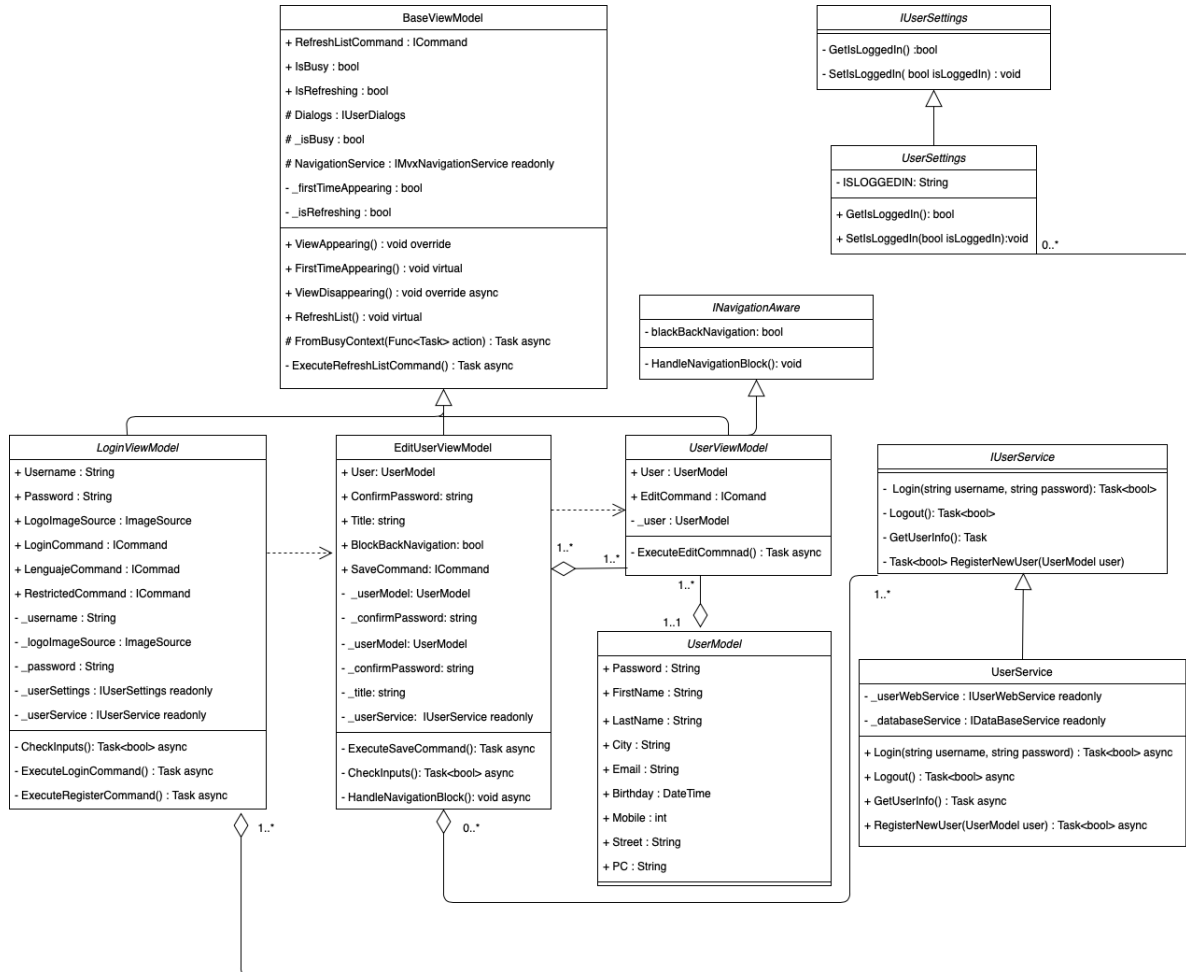 BaseViewModel
+ RefreshListCommand : ICommand
+ IsBusy : bool
+ IsRefreshing : bool
# Dialogs : IUserDialogs
# _isBusy : bool
# NavigationService : IMvxNavigationService readonly
- _firstTimeAppearing : bool
- _isRefreshing : bool
+ ViewAppearing() : void override
+ FirstTimeAppearing() : void virtual
+ ViewDisappearing() : void override async
+ RefreshList() : void virtual
# FromBusyContext(Func<Task> action) : Task async
- ExecuteRefreshListCommand() : Task async
IUserSettings
- GetIsLoggedIn() :bool
- SetIsLoggedIn( bool isLoggedIn) : void
UserSettings
- ISLOGGEDIN: String
+ GetIsLoggedIn(): bool
+ SetIsLoggedIn(bool isLoggedIn):void
0..*
INavigationAware
- blackBackNavigation: bool
- HandleNavigationBlock(): void
LoginViewModel
+ Username : String
+ Password : String
+ LogoImageSource : ImageSource
+ LoginCommand : ICommand
+ LenguajeCommand : ICommad
+ RestrictedCommand : ICommand
- _username : String
- _logoImageSource : ImageSource
- _password : String
- _userSettings : IUserSettings readonly
- _userService : IUserService readonly
- CheckInputs(): Task<bool> async
- ExecuteLoginCommand() : Task async
- ExecuteRegisterCommand() : Task async
1..*
EditUserViewModel
+ User: UserModel
+ ConfirmPassword: string
+ Title: string
+ BlockBackNavigation: bool
+ SaveCommand: ICommand
- _userModel: UserModel
- _confirmPassword: string
- _userModel: UserModel
- _confirmPassword: string
- _title: string
- _userService: IUserService readonly
- ExecuteSaveCommand(): Task async
- CheckInputs(): Task<bool> async
- HandleNavigationBlock(): void async
0..*
1..*
1..*
UserViewModel
+ User : UserModel
+ EditCommand : IComand
- _user : UserModel
- ExecuteEditCommnad() : Task async
1..*
1..1
UserModel
+ Password : String
+ FirstName : String
+ LastName : String
+ City : String
+ Email : String
+ Birthday : DateTime
+ Mobile : int
+ Street : String
+ PC : String
IUserService
- Login(string username, string password): Task<bool>
- Logout(): Task<bool>
- GetUserInfo(): Task
- Task<bool> RegisterNewUser(UserModel user)
1..*
UserService
- _userWebService : IUserWebService readonly
- _databaseService : IDataBaseService readonly
+ Login(string username, string password) : Task<bool> async
+ Logout() : Task<bool> async
+ GetUserInfo() : Task async
+ RegisterNewUser(UserModel user) : Task<bool> async